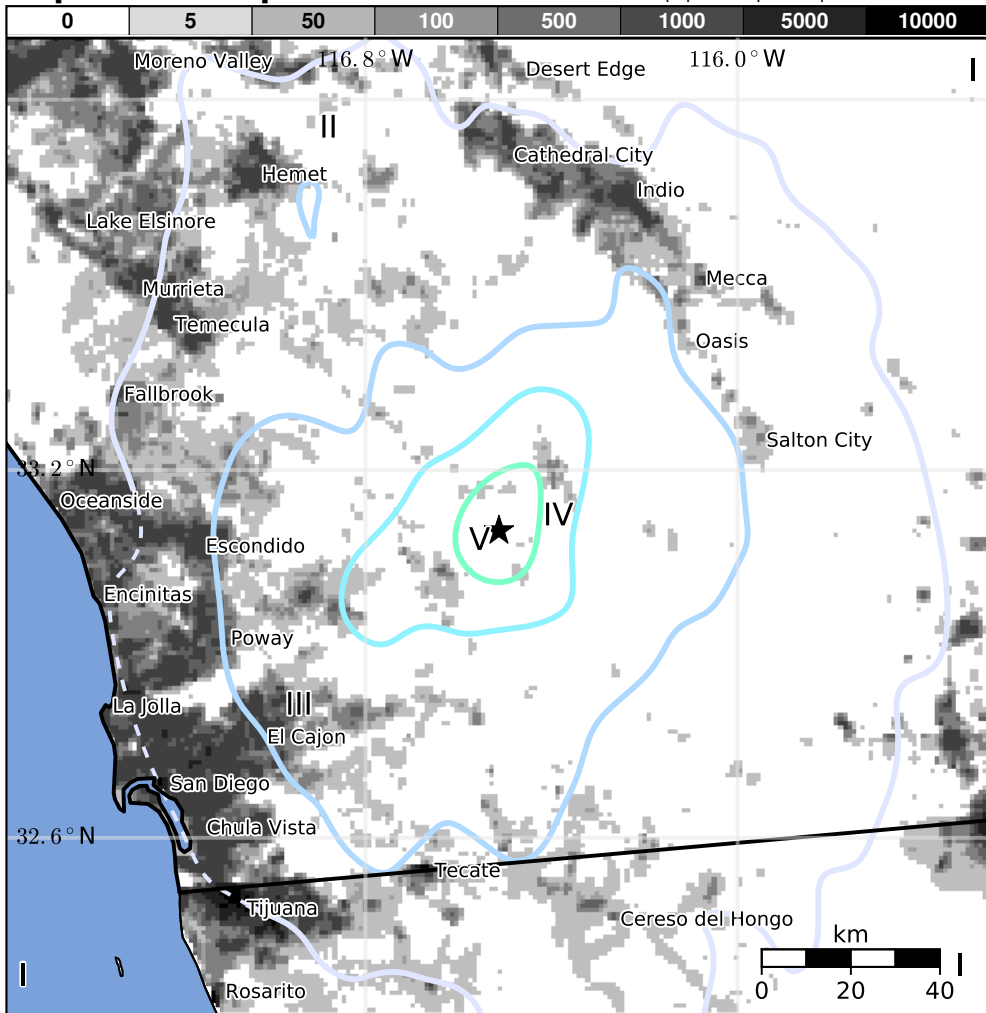 0 5 50 100 500 1000 5000 10000
Moreno Valley
116.8°W
116.0°W
Desert Edge
I
II
Cathedral City
Hemet
Indio
Lake Elsinore
Mecca
Murrieta
Temecula
Oasis
Fallbrook
Salton City
33.2°N
Oceanside
IV
V
Escondido
Encinitas
Poway
III
La Jolla
El Cajon
San Diego
Chula Vista
32.6°N
Tecate
Tijuana
Cereso del Hongo
km
I
I
Rosarito
0 20 40